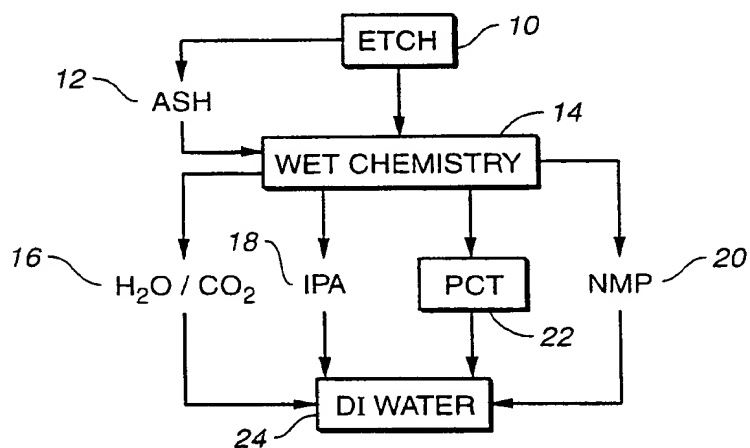 ETCH 10
12 ASH
14
WET CHEMISTRY
16 H₂O / CO₂
18 IPA
PCT
22
NMP 20
DI WATER
24